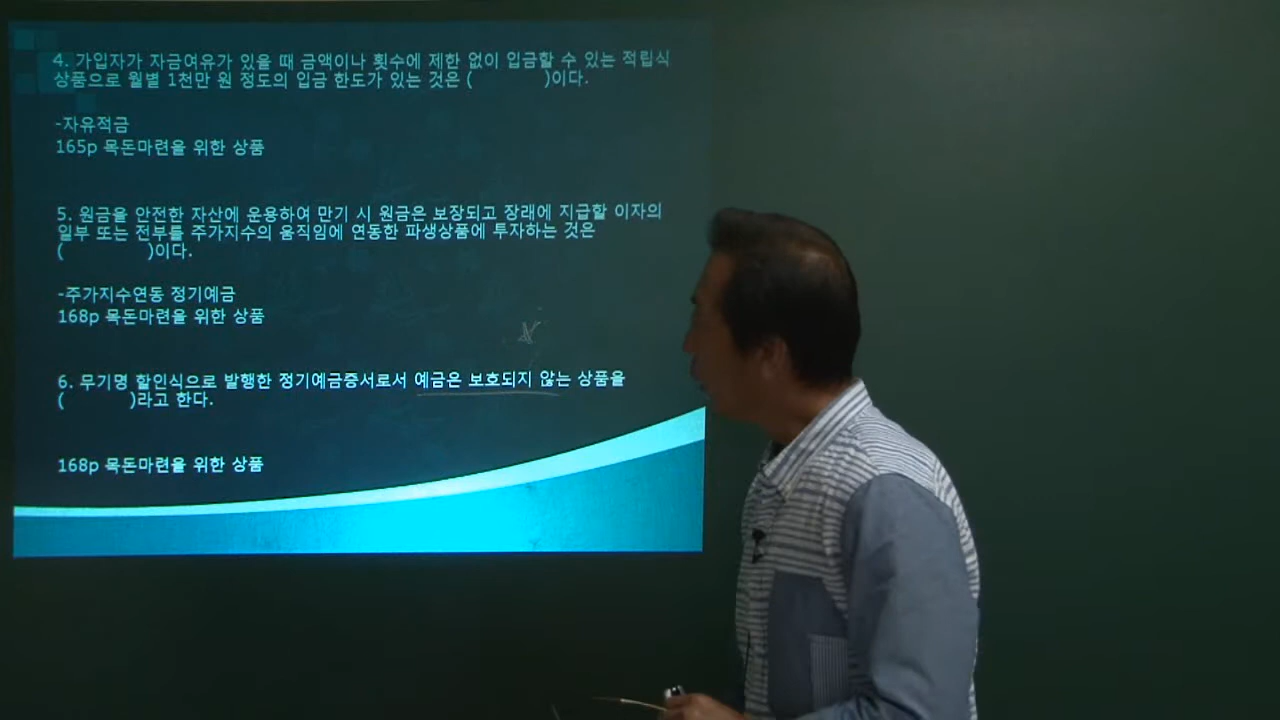 4. 가입자가 자금여유가 있을 때 금액이나 횟수에 제한 없이 입금할 수 있는 적립식
상품으로 월별 1천만 원 정도의 입금 한도가 있는 것은 ( )이다.
-자유적금
165p 목돈마련을 위한 상품
5. 원금을 안전한 자산에 운용하여 만기 시 원금은 보장되고 장래에 지급할 이자의
일부 또는 전부를 주가지수의 움직임에 연동한 파생상품에 투자하는 것은
( )이다.
-주가지수연동 정기예금
168p 목돈마련을 위한 상품
6. 무기명 할인식으로 발행한 정기예금증서로서 예금은 보호되지 않는 상품을
( )라고 한다.
168p 목돈마련을 위한 상품